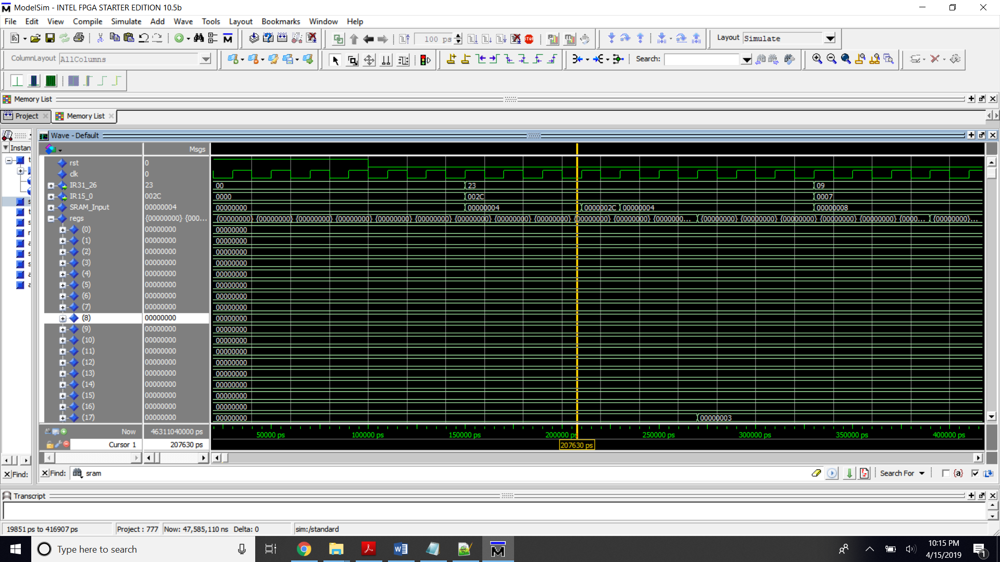 ModelSim - INTEL FPGA STARTER EDITION 10.5b
File Edit View Compile Simulate Add Wave Tools Layout Bookmarks Window Help
100 ps
Layout Simulate
ColumnLayout AllColumns
Search:
Memory List
Project Memory List
Wave - Default
Instan
Msgs
rst 0
clk 0
IR31_26 23 00 23 09
IR15_0 002C 0000 002C 0007
SRAM_Input 00000004 00000000 00000004 0000002C 00000004 00000008
regs {00000000} {000... {00000000} {00000000} {00000000} {00000000} {00000000} {00000000} {00000000} {00000000} {00000000} {00000000} {00000000} {000000... {00000000} {00000000} {00000000} {00000000} {00000000} {0000... {00000000}...
(0) 00000000 00000000
(1) 00000000 00000000
(2) 00000000 00000000
(3) 00000000 00000000
(4) 00000000 00000000
(5) 00000000 00000000
(6) 00000000 00000000
(7) 00000000 00000000
(8) 00000000 00000000
(9) 00000000 00000000
(10) 00000000 00000000
(11) 00000000 00000000
(12) 00000000 00000000
(13) 00000000 00000000
(14) 00000000 00000000
(15) 00000000 00000000
(16) 00000000 00000000
(17) 00000000 00000000 00000003
Now 46311040000 ps 50000 ps 100000 ps 150000 ps 200000 ps 250000 ps 300000 ps 350000 ps 400000 ps
Cursor 1 207630 ps 207630 ps
Find: Find: sram Search For {a}
Transcript
19851 ps to 416907 ps Project : 777 Now: 47,585,110 ns Delta: 0 sim:/standard
Type here to search
10:15 PM
4/15/2019
1